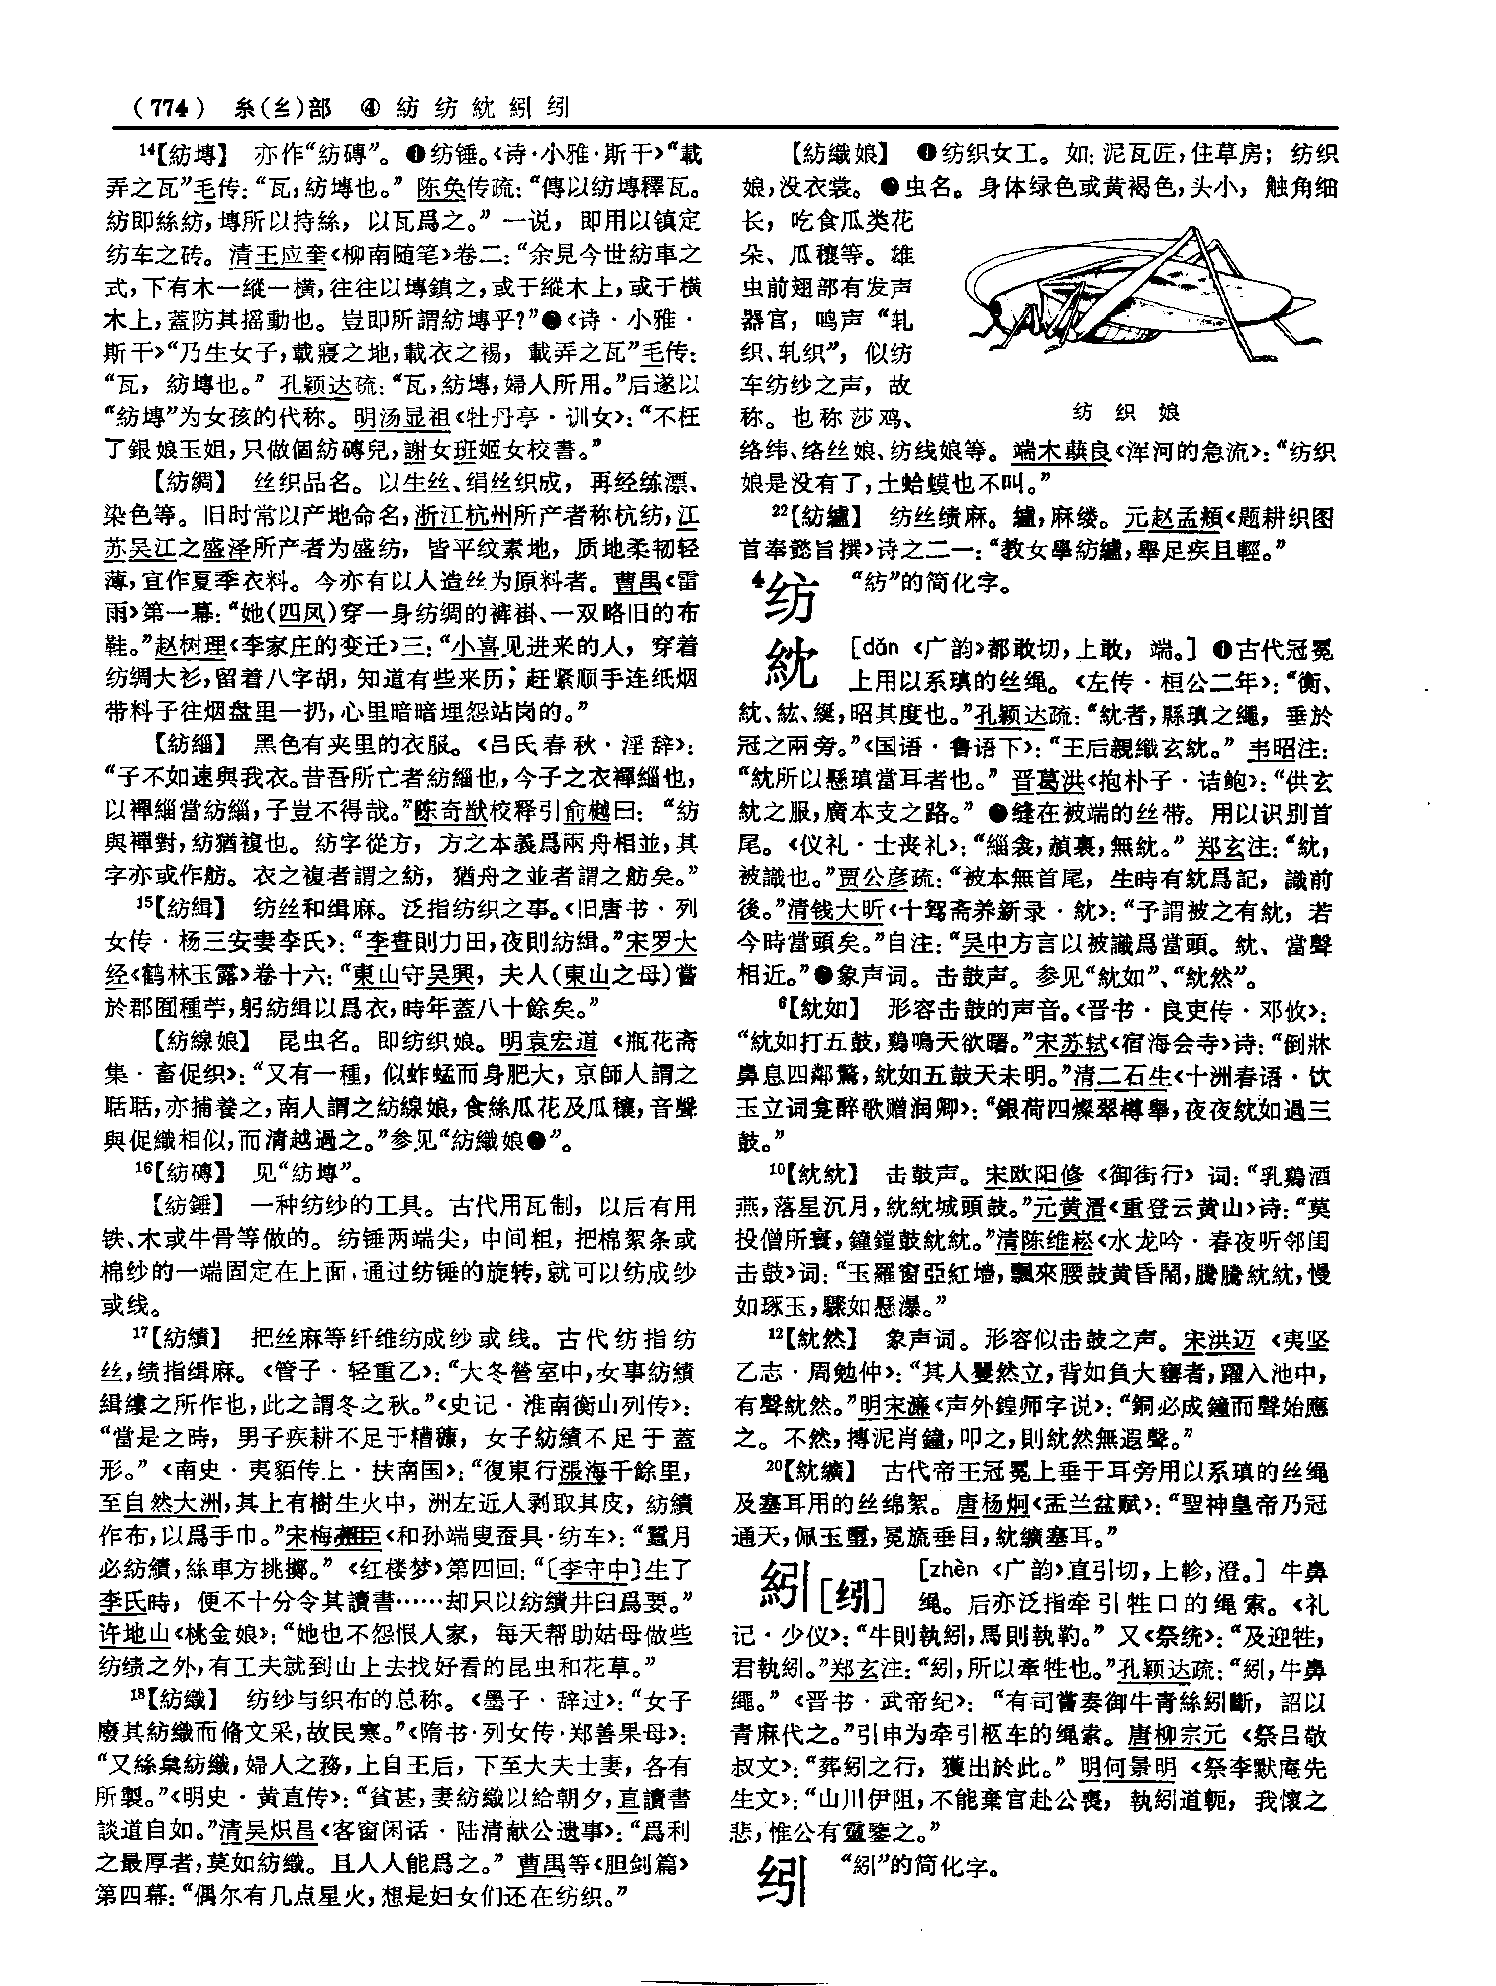 （774） 糸(纟)部 ④ 紡 纺 紞 紖 纼
14【紡塼】 亦作“紡磚”。❶纺锤。《诗·小雅·斯干》“載
弄之瓦”毛传：“瓦，紡塼也。” 陈奂传疏：“傳以紡塼釋瓦。
紡即絲紡，塼所以持絲，以瓦爲之。” 一说，即用以镇定
纺车之砖。清王应奎《柳南随笔》卷二：“余見今世紡車之
式，下有木一縱一横，往往以塼鎮之，或于縱木上，或于横
木上，蓋防其摇動也。豈即所謂紡塼乎？”❷《诗·小雅·
斯干》“乃生女子，載寢之地，載衣之裼，載弄之瓦”毛传：
“瓦，紡塼也。” 孔颖达疏：“瓦，紡塼，婦人所用。”后遂以
“紡塼”为女孩的代称。明汤显祖《牡丹亭·训女》：“不枉
了銀娘玉姐，只做個紡磚兒，謝女班姬女校書。”
【紡綢】 丝织品名。以生丝、绢丝织成，再经练漂、
染色等。旧时常以产地命名，浙江杭州所产者称杭纺，江
苏吴江之盛泽所产者为盛纺，皆平纹素地，质地柔韧轻
薄，宜作夏季衣料。今亦有以人造丝为原料者。曹禺《雷
雨》第一幕：“她(四凤)穿一身纺绸的裤褂、一双略旧的布
鞋。”赵树理《李家庄的变迁》三：“小喜见进来的人，穿着
纺绸大衫，留着八字胡，知道有些来历；赶紧顺手连纸烟
带料子往烟盘里一扔，心里暗暗埋怨站岗的。”
【紡緇】 黑色有夹里的衣服。《吕氏春秋·淫辞》：
“子不如速與我衣。昔吾所亡者紡緇也，今子之衣襌緇也，
以襌緇當紡緇，子豈不得哉。”陈奇猷校释引俞樾曰：“紡
與襌對，紡猶複也。紡字從方，方之本義爲兩舟相並，其
字亦或作舫。衣之複者謂之紡，猶舟之並者謂之舫矣。”
15【紡緝】 纺丝和缉麻。泛指纺织之事。《旧唐书·列
女传·杨三安妻李氏》：“李晝則力田，夜則紡緝。”宋罗大
经《鹤林玉露》卷十六：“東山守吴興，夫人(東山之母)嘗
於郡圃種苧，躬紡缉以爲衣，時年蓋八十餘矣。”
【紡線娘】 昆虫名。即纺织娘。明袁宏道《瓶花斋
集·畜促织》：“又有一種，似蚱蜢而身肥大，京師人謂之
聒聒，亦捕養之，南人謂之紡線娘，食絲瓜花及瓜穰，音聲
與促織相似，而清越過之。”参见“紡織娘❷”。
16【紡磚】 见“紡塼”。
【紡錘】 一种纺纱的工具。古代用瓦制，以后有用
铁、木或牛骨等做的。纺锤两端尖，中间粗，把棉絮条或
棉纱的一端固定在上面，通过纺锤的旋转，就可以纺成纱
或线。
17【紡績】 把丝麻等纤维纺成纱或线。古代纺指纺
丝，绩指缉麻。《管子·轻重乙》：“大冬營室中，女事紡績
緝縷之所作也，此之謂冬之秋。”《史记·淮南衡山列传》：
“當是之時，男子疾耕不足于糟糠，女子紡績不足于蓋
形。”《南史·夷貊传上·扶南国》：“復東行漲海千餘里，
至自然大洲，其上有樹生火中，洲左近人剥取其皮，紡績
作布，以爲手巾。”宋梅堯臣《和孙端叟蚕具·纺车》：“蠶月
必紡績，絲車方挑擲。”《红楼梦》第四回：“〔李守中〕生了
李氏時，便不十分令其讀書……却只以紡績井臼爲要。”
许地山《桃金娘》：“她也不怨恨人家，每天帮助姑母做些
纺绩之外，有工夫就到山上去找好看的昆虫和花草。”
18【紡織】 纺纱与织布的总称。《墨子·辞过》：“女子
廢其紡織而脩文采，故民寒。”《隋书·列女传·郑善果母》：
“又絲枲紡織，婦人之務，上自王后，下至大夫士妻，各有
所製。”《明史·黄直传》：“貧甚，妻紡織以給朝夕，直讀書
談道自如。”清吴炽昌《客窗闲话·陆清献公遗事》：“爲利
之最厚者，莫如紡織。且人人能爲之。” 曹禺等《胆剑篇》
第四幕：“偶尔有几点星火，想是妇女们还在纺织。”
【紡織娘】 ❶纺织女工。如：泥瓦匠，住草房；纺织
娘，没衣裳。❷虫名。身体绿色或黄褐色，头小，触角细
长，吃食瓜类花
朵、瓜穰等。雄
虫前翅部有发声
器官，鸣声“轧
织、轧织”，似纺
车纺纱之声，故
称。也称莎鸡、
纺织娘
络纬、络丝娘、纺线娘等。端木蕻良《浑河的急流》：“纺织
娘是没有了，土蛤蟆也不叫。”
22【紡纑】 纺丝绩麻。纑，麻缕。元赵孟頫《题耕织图
首奉懿旨撰》诗之二一：“教女學紡纑，舉足疾且輕。”
4纺 “紡”的简化字。
紞 [dǎn 《广韵》都敢切，上敢，端。] ❶古代冠冕
上用以系瑱的丝绳。《左传·桓公二年》：“衡、
紞、紘、綖，昭其度也。”孔颖达疏：“紞者，縣瑱之繩，垂於
冠之兩旁。”《国语·鲁语下》：“王后親織玄紞。” 韦昭注：
“紞所以懸瑱當耳者也。” 晋葛洪《抱朴子·诘鲍》：“供玄
紞之服，廣本支之路。” ❷缝在被端的丝带。用以识别首
尾。《仪礼·士丧礼》：“緇衾，赬裏，無紞。” 郑玄注：“紞，
被識也。”贾公彦疏：“被本無首尾，生時有紞爲記，識前
後。”清钱大昕《十驾斋养新录·紞》：“予謂被之有紞，若
今時當頭矣。”自注：“吴中方言以被識爲當頭。紞、當聲
相近。”❸象声词。击鼓声。参见“紞如”、“紞然”。
6【紞如】 形容击鼓的声音。《晋书·良吏传·邓攸》：
“紞如打五鼓，鷄鳴天欲曙。”宋苏轼《宿海会寺》诗：“倒牀
鼻息四鄰驚，紞如五鼓天未明。”清二石生《十洲春语·饮
玉立词龛醉歌赠润卿》：“銀荷四燦翠樽舉，夜夜紞如過三
鼓。”
10【紞紞】 击鼓声。宋欧阳修《御街行》词：“乳鷄酒
燕，落星沉月，紞紞城頭鼓。”元黄溍《重登云黄山》诗：“莫
投僧所寰，鐘鏜鼓紞紞。”清陈维崧《水龙吟·春夜听邻闺
击鼓》词：“玉羅窗亞紅墻，飄來腰鼓黄昏閙，騰騰紞紞，慢
如琢玉，驟如懸瀑。”
12【紞然】 象声词。形容似击鼓之声。宋洪迈《夷坚
乙志·周勉仲》：“其人矍然立，背如負大甕者，躍入池中，
有聲紞然。”明宋濂《声外鍠师字说》：“銅必成鐘而聲始應
之。不然，摶泥肖鐘，叩之，則紞然無遐聲。”
20【紞纊】 古代帝王冠冕上垂于耳旁用以系瑱的丝绳
及塞耳用的丝绵絮。唐杨炯《盂兰盆赋》：“聖神皇帝乃冠
通天，佩玉璽，冕旒垂目，紞纊塞耳。”
紖[纼] [zhèn 《广韵》直引切，上軫，澄。] 牛鼻
绳。后亦泛指牵引牲口的绳索。《礼
记·少仪》：“牛則執紖，馬則執靮。” 又《祭统》：“及迎牲，
君執紖。”郑玄注：“紖，所以牽牲也。”孔颖达疏：“紖，牛鼻
繩。”《晋书·武帝纪》：“有司嘗奏御牛青絲紖斷，詔以
青麻代之。”引申为牵引柩车的绳索。唐柳宗元《祭吕敬
叔文》：“葬紖之行，獲出於此。” 明何景明《祭李默庵先
生文》：“山川伊阻，不能棄官赴公喪，執紖道軛，我懷之
悲，惟公有靈鑒之。”
纼 “紖”的简化字。